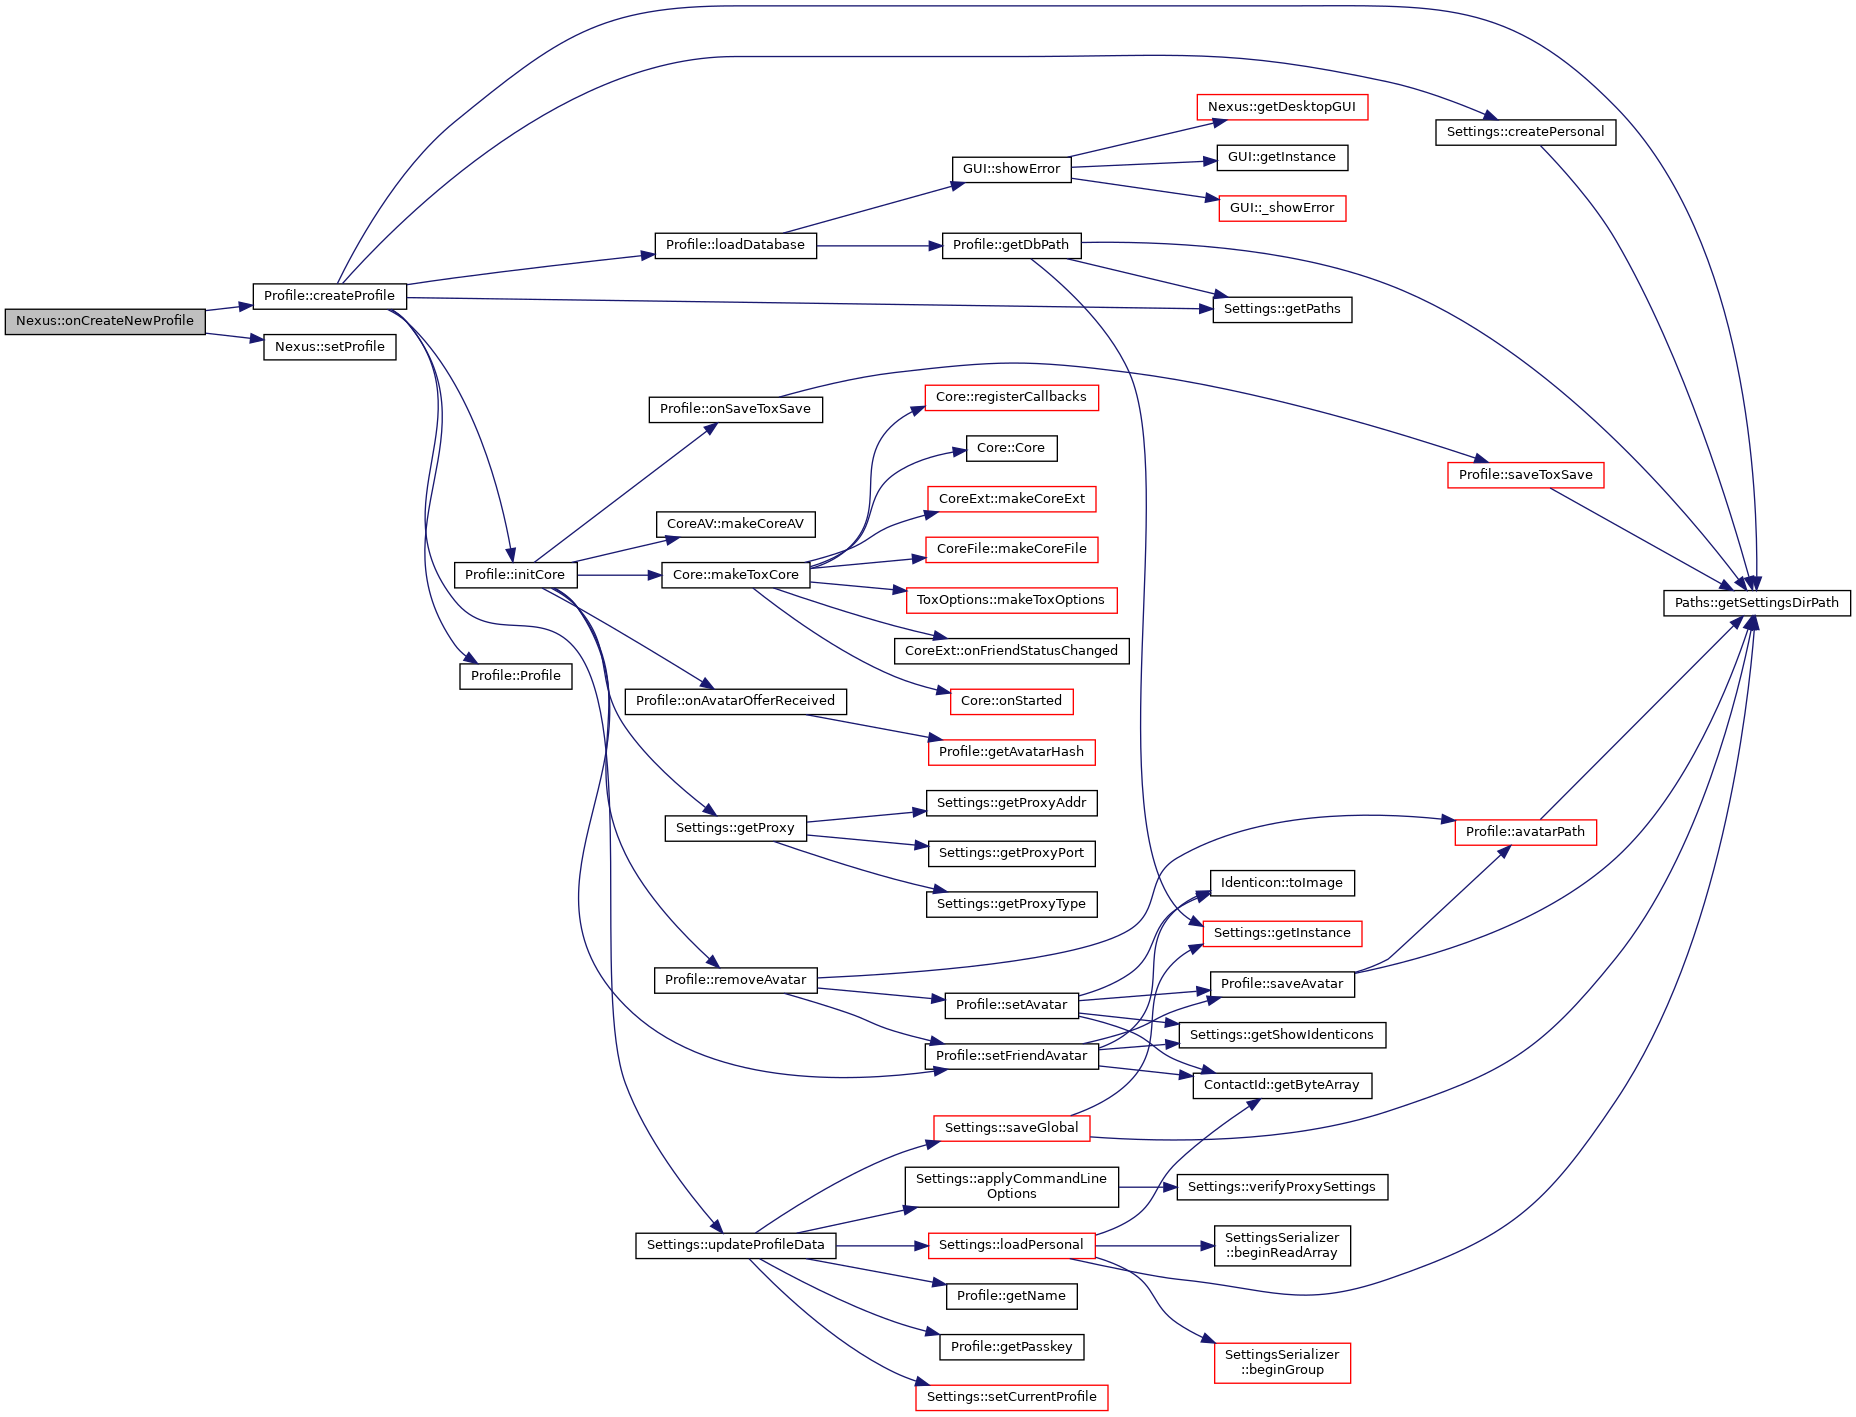 Nexus::onCreateNewProfile
Profile::createProfile
Nexus::setProfile
Profile::loadDatabase
Profile::initCore
Profile::Profile
Profile::onSaveToxSave
CoreAV::makeCoreAV
Core::makeToxCore
Profile::onAvatarOfferReceived
Settings::getProxy
Profile::removeAvatar
Settings::updateProfileData
GUI::showError
Profile::getDbPath
Core::registerCallbacks
Core::Core
CoreExt::makeCoreExt
CoreFile::makeCoreFile
ToxOptions::makeToxOptions
CoreExt::onFriendStatusChanged
Core::onStarted
Profile::getAvatarHash
Settings::getProxyAddr
Settings::getProxyPort
Settings::getProxyType
Profile::setAvatar
Profile::setFriendAvatar
Settings::saveGlobal
Settings::applyCommandLine
Options
Settings::loadPersonal
Profile::getName
Profile::getPasskey
Settings::setCurrentProfile
Nexus::getDesktopGUI
GUI::getInstance
GUI::_showError
Settings::getPaths
Identicon::toImage
Settings::getInstance
Profile::saveAvatar
Settings::getShowIdenticons
ContactId::getByteArray
Settings::verifyProxySettings
SettingsSerializer
::beginReadArray
SettingsSerializer
::beginGroup
Settings::createPersonal
Profile::saveToxSave
Profile::avatarPath
Paths::getSettingsDirPath